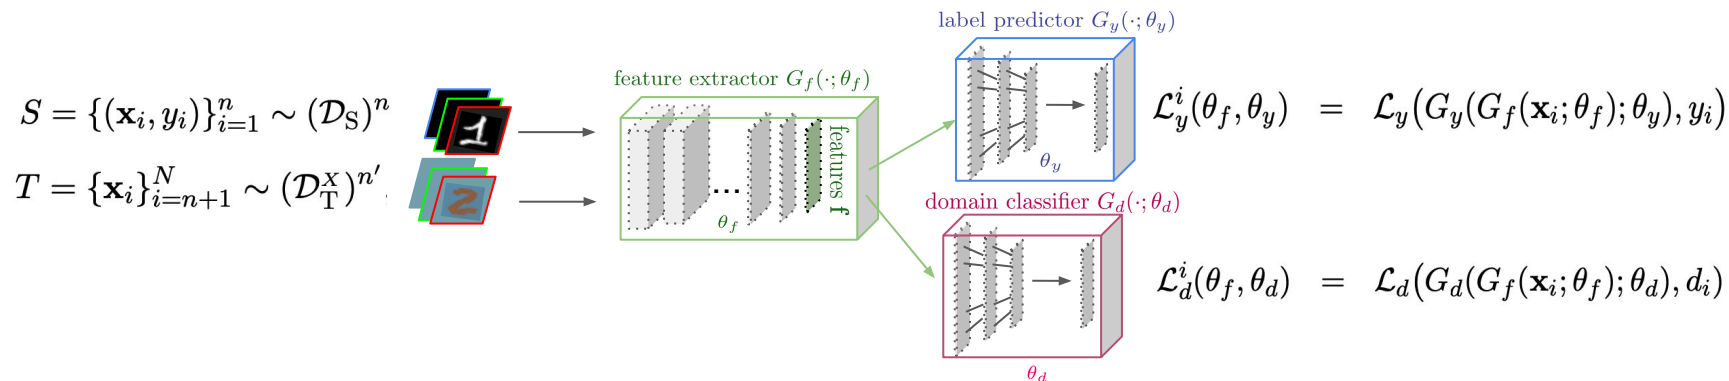 label predictor G_y(·; θ_y)
feature extractor G_f(·; θ_f)
S = {(x_i, y_i)}_{i=1}^n ∼ (D_S)^n
1
features f
θ_y
L_y^i(θ_f, θ_y) = L_y(G_y(G_f(x_i; θ_f); θ_y), y_i)
T = {x_i}_{i=n+1}^N ∼ (D_T^X)^{n'}
2
...
θ_f
domain classifier G_d(·; θ_d)
L_d^i(θ_f, θ_d) = L_d(G_d(G_f(x_i; θ_f); θ_d), d_i)
θ_d